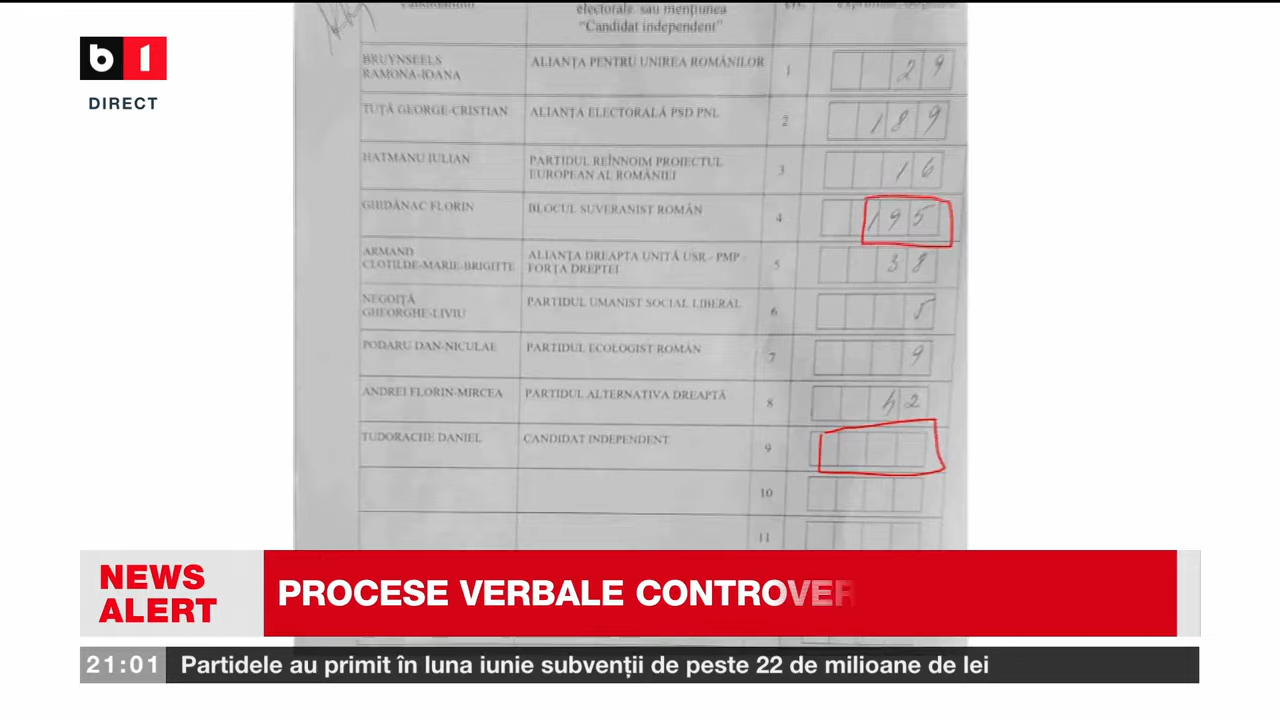 b1
DIRECT
electorale sau mențiunea
"Candidat independent"
BRUYNSEELS
RAMONA-IOANA
ALIANȚA PENTRU UNIREA ROMÂNILOR
1
29
TUȚĂ GEORGE-CRISTIAN
ALIANȚA ELECTORALĂ PSD PNL
2
189
HATMANU IULIAN
PARTIDUL REÎNNOIM PROIECTUL
EUROPEAN AL ROMÂNIEI
3
16
GHIDĂNAC FLORIN
BLOCUL SUVERANIST ROMÂN
4
195
ARMAND
CLOTILDE-MARIE-BRIGITTE
ALIANȚA DREAPTA UNITĂ USR - PMP -
FORȚA DREPTEI
5
38
NEGOIȚĂ
GHEORGHE-LIVIU
PARTIDUL UMANIST SOCIAL LIBERAL
6
5
PODARU DAN-NICULAE
PARTIDUL ECOLOGIST ROMÂN
7
9
ANDREI FLORIN-MIRCEA
PARTIDUL ALTERNATIVA DREAPTĂ
8
42
TUDORACHE DANIEL
CANDIDAT INDEPENDENT
9
10
11
NEWS
ALERT
PROCESE VERBALE CONTROVER
21:01
Partidele au primit în luna iunie subvenții de peste 22 de milioane de lei